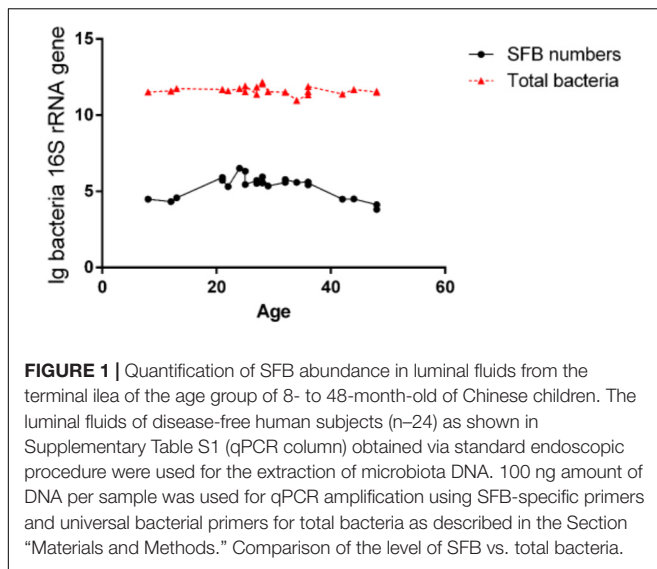 15
10
5
0
0
20
40
60
lg bacteria 16S rRNA gene
Age
SFB numbers
Total bacteria
FIGURE 1 | Quantification of SFB abundance in luminal fluids from the
terminal ilea of the age group of 8- to 48-month-old of Chinese children. The
luminal fluids of disease-free human subjects (n–24) as shown in
Supplementary Table S1 (qPCR column) obtained via standard endoscopic
procedure were used for the extraction of microbiota DNA. 100 ng amount of
DNA per sample was used for qPCR amplification using SFB-specific primers
and universal bacterial primers for total bacteria as described in the Section
“Materials and Methods.” Comparison of the level of SFB vs. total bacteria.